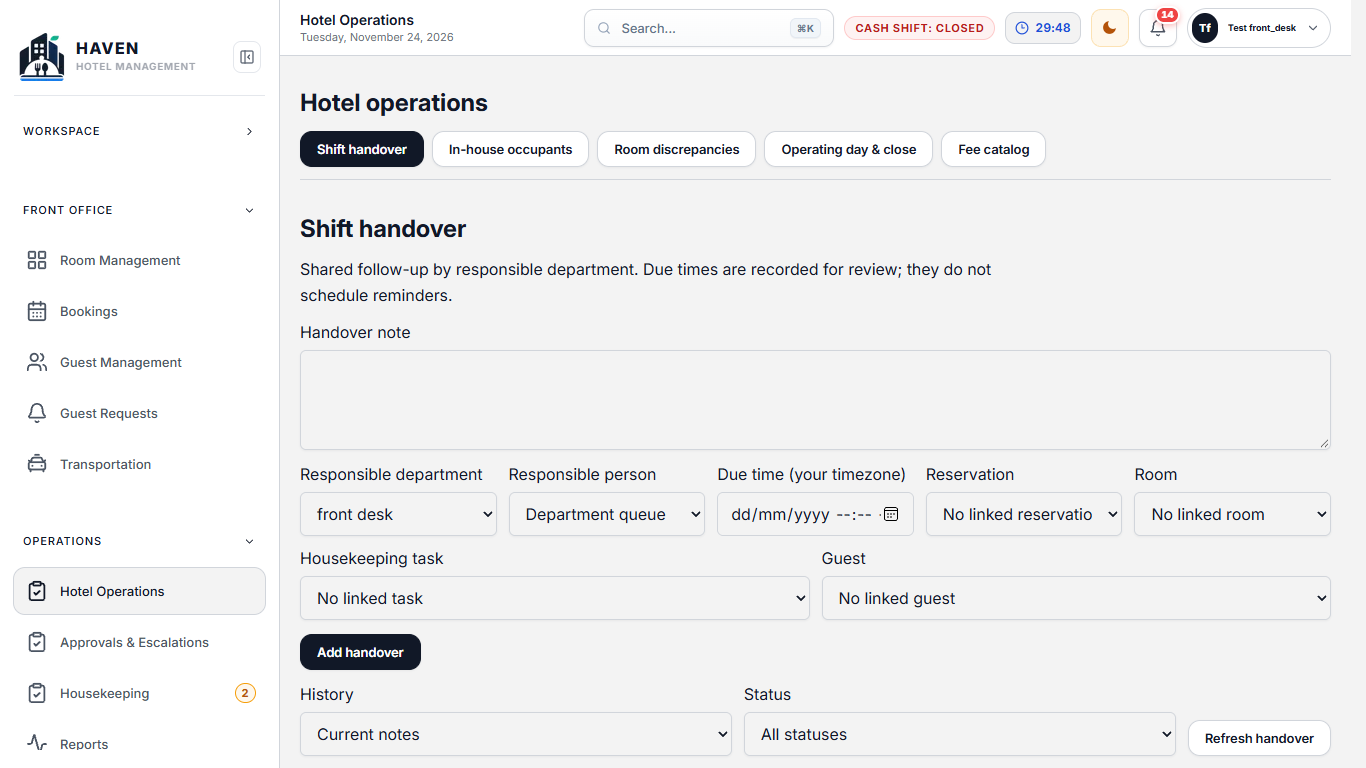 HAVEN
HOTEL MANAGEMENT
WORKSPACE
FRONT OFFICE
Room Management
Bookings
Guest Management
Guest Requests
Transportation
OPERATIONS
Hotel Operations
Approvals & Escalations
Housekeeping 2
Reports
Hotel Operations
Tuesday, November 24, 2026
Search... ⌘K
CASH SHIFT: CLOSED
29:48
14
Tf Test front_desk
Hotel operations
Shift handover In-house occupants Room discrepancies Operating day & close Fee catalog
Shift handover
Shared follow-up by responsible department. Due times are recorded for review; they do not
schedule reminders.
Handover note
Responsible department Responsible person Due time (your timezone) Reservation Room
front desk Department queue dd/mm/yyyy --:-- No linked reservatio No linked room
Housekeeping task Guest
No linked task No linked guest
Add handover
History Status
Current notes All statuses Refresh handover